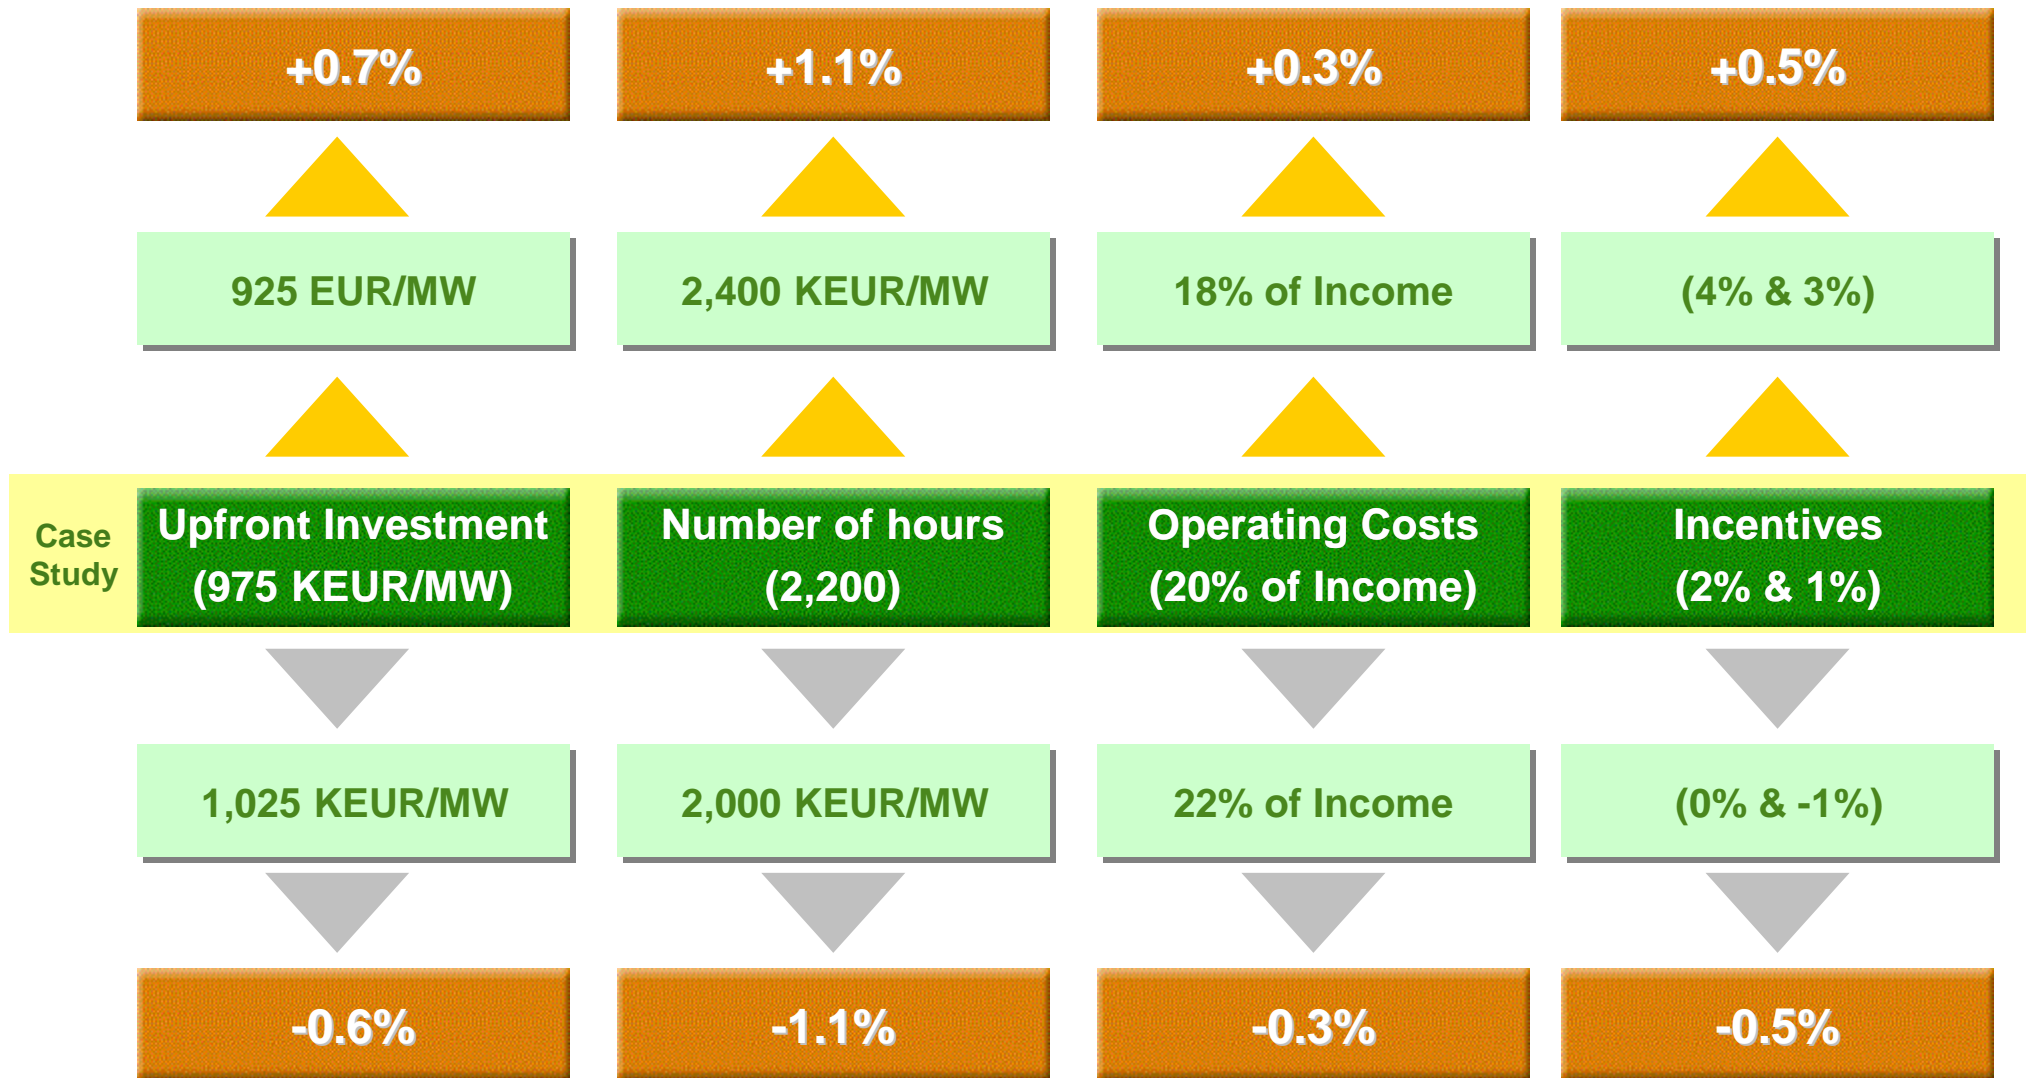 +0.7%
+1.1%
+0.3%
+0.5%
925 EUR/MW
2,400 KEUR/MW
18% of Income
(4% & 3%)
Case
Study
Upfront Investment
(975 KEUR/MW)
Number of hours
(2,200)
Operating Costs
(20% of Income)
Incentives
(2% & 1%)
1,025 KEUR/MW
2,000 KEUR/MW
22% of Income
(0% & -1%)
-0.6%
-1.1%
-0.3%
-0.5%